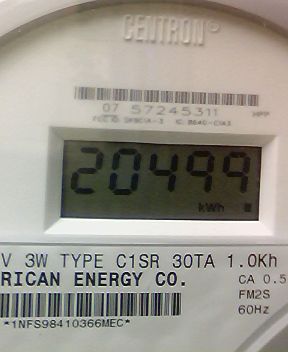 CENTRON®
07 57245311
20499
kWh
V 3W TYPE C1SR 30TA 1.0Kh
RICAN ENERGY CO. CA 0.5
FM2S
60Hz
*1NFS98410366MEC*